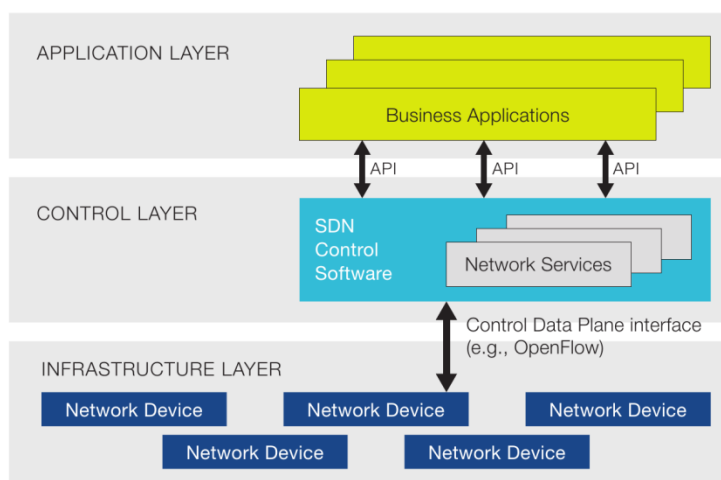 APPLICATION LAYER
Business Applications
API
API
API
CONTROL LAYER
SDN
Control
Software
Network Services
Control Data Plane interface
(e.g., OpenFlow)
INFRASTRUCTURE LAYER
Network Device
Network Device
Network Device
Network Device
Network Device